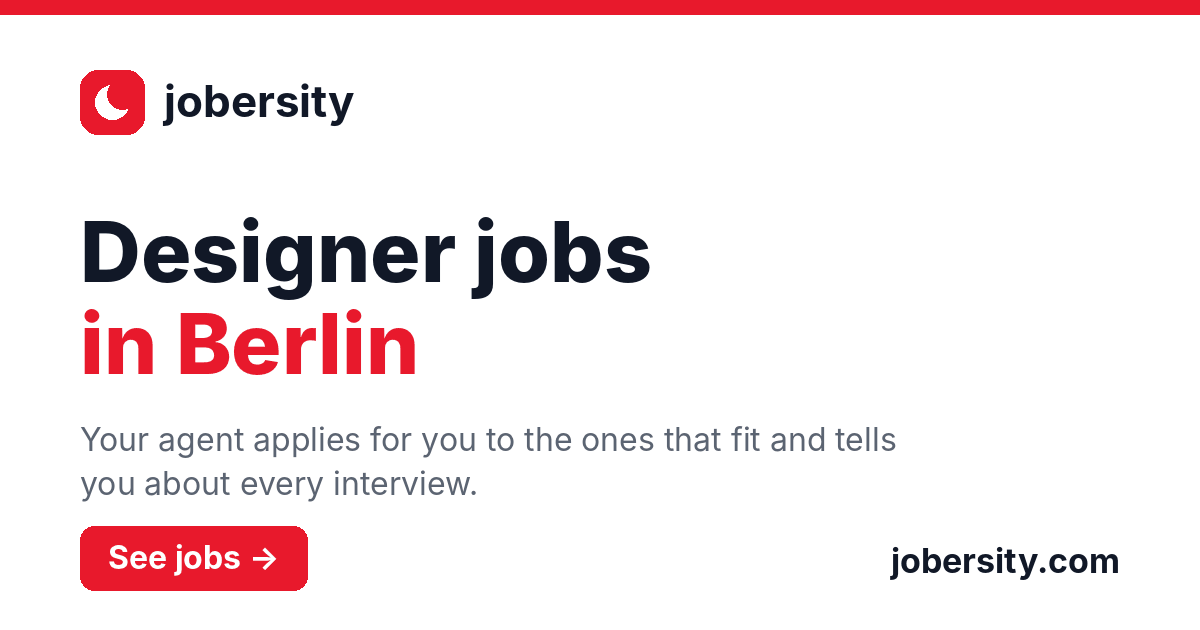 jobersity
Designer jobs
in Berlin
Your agent applies for you to the ones that fit and tells
you about every interview.
See jobs →
jobersity.com